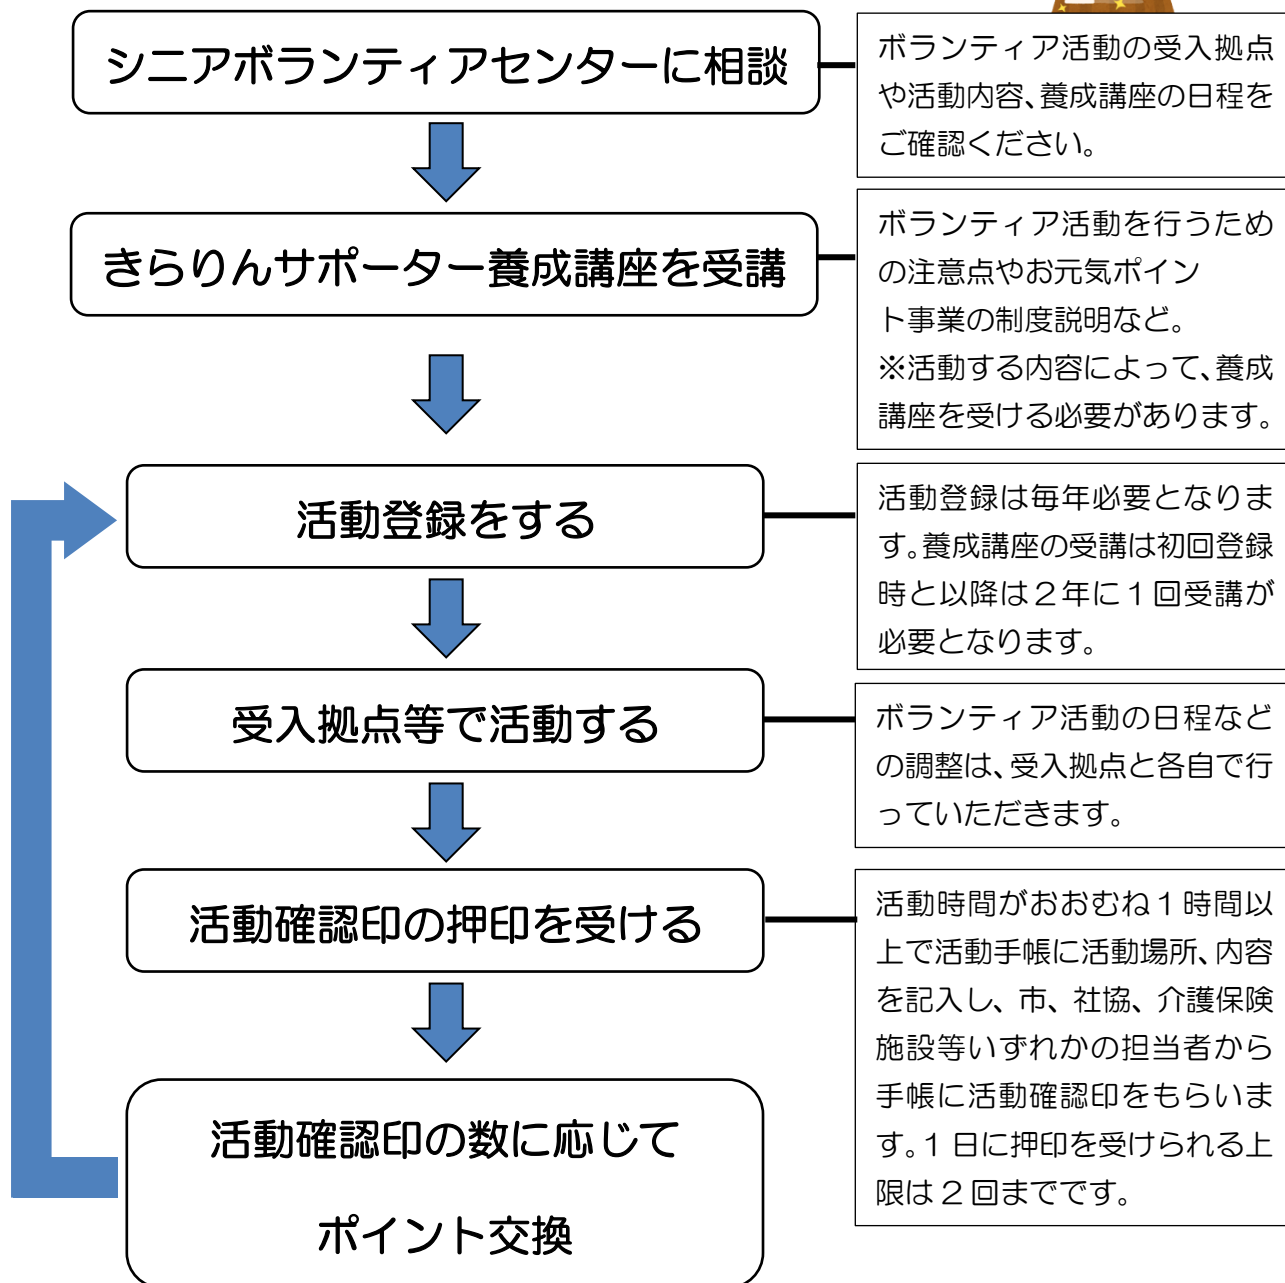 シニアボランティアセンターに相談
ボランティア活動の受入拠点
や活動内容、養成講座の日程を
ご確認ください。
きらりんサポーター養成講座を受講
ボランティア活動を行うため
の注意点やお元気ポイン
ト事業の制度説明など。
※活動する内容によって、養成
講座を受ける必要があります。
活動登録をする
活動登録は毎年必要となりま
す。養成講座の受講は初回登録
時と以降は２年に１回受講が
必要となります。
受入拠点等で活動する
ボランティア活動の日程など
の調整は、受入拠点と各自で行
っていただきます。
活動確認印の押印を受ける
活動時間がおおむね１時間以
上で活動手帳に活動場所、内容
を記入し、市、社協、介護保険
施設等いずれかの担当者から
手帳に活動確認印をもらいま
す。１日に押印を受けられる上
限は２回までです。
活動確認印の数に応じて
ポイント交換